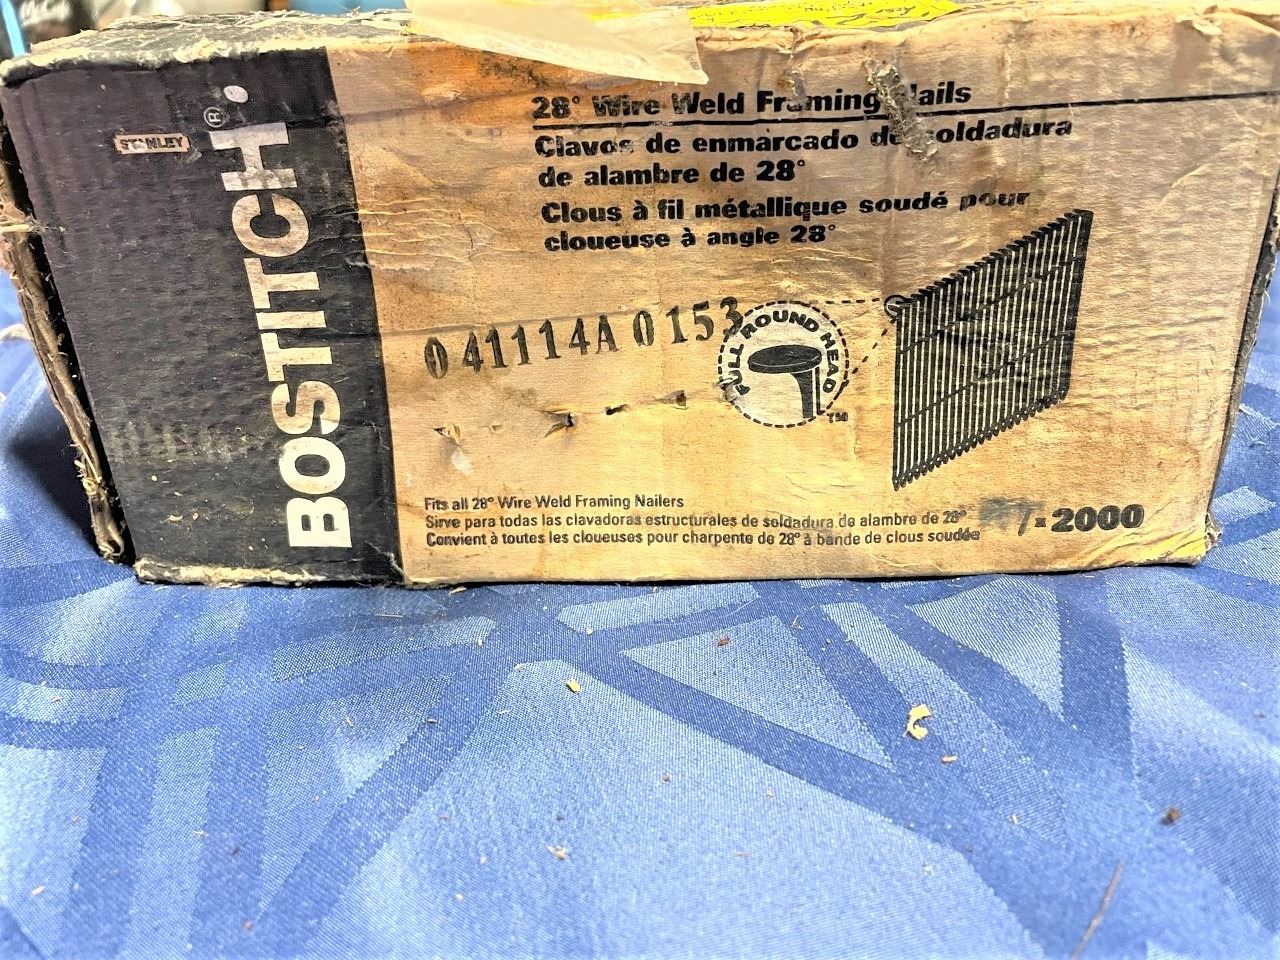 STANLEY
BOSTITCH®.
28° Wire Weld Framing Nails
Clavos de enmarcado de soldadura
de alambre de 28°
Clous à fil métallique soudé pour
cloueuse à angle 28°
0 41114A 0153
FULL ROUND HEAD
TM
Fits all 28° Wire Weld Framing Nailers
Sirve para todas las clavadoras estructurales de soldadura de alambre de 28°
Convient à toutes les cloueuses pour charpente de 28° à bande de clous soudée
= 2000